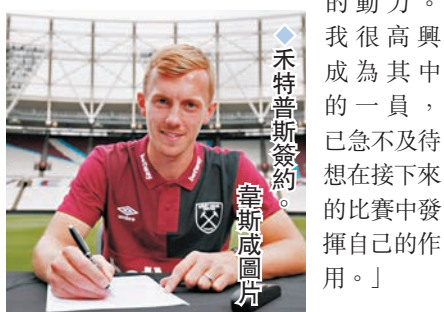 ◆禾特普斯簽約。
韋斯咸圖片
的動力。
我很高興
成為其中
的一員，
已急不及待
想在接下來
的比賽中發
揮自己的作
用。」
betway
umbro